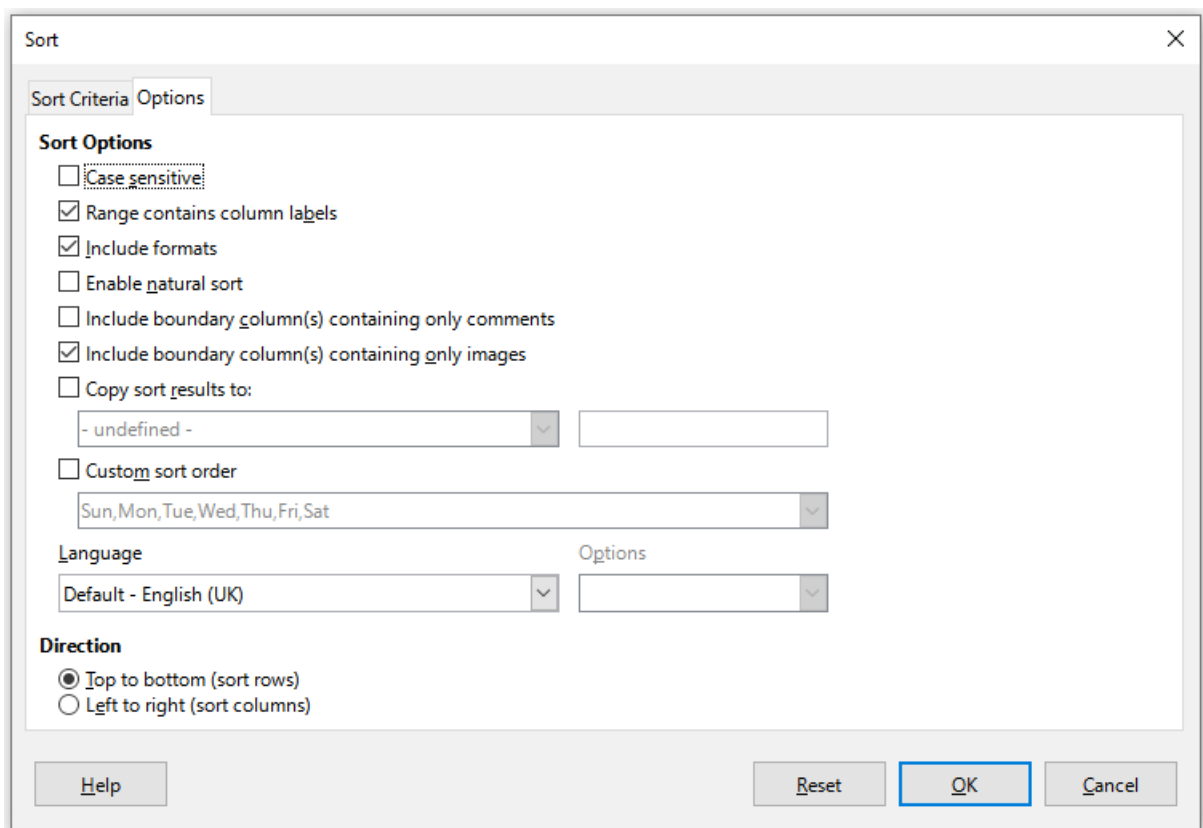 Sort
Sort Criteria Options
Sort Options
Case sensitive
Range contains column labels
Include formats
Enable natural sort
Include boundary column(s) containing only comments
Include boundary column(s) containing only images
Copy sort results to:
- undefined -
Custom sort order
Sun,Mon,Tue,Wed,Thu,Fri,Sat
Language Options
Default - English (UK)
Direction
Top to bottom (sort rows)
Left to right (sort columns)
Help Reset OK Cancel